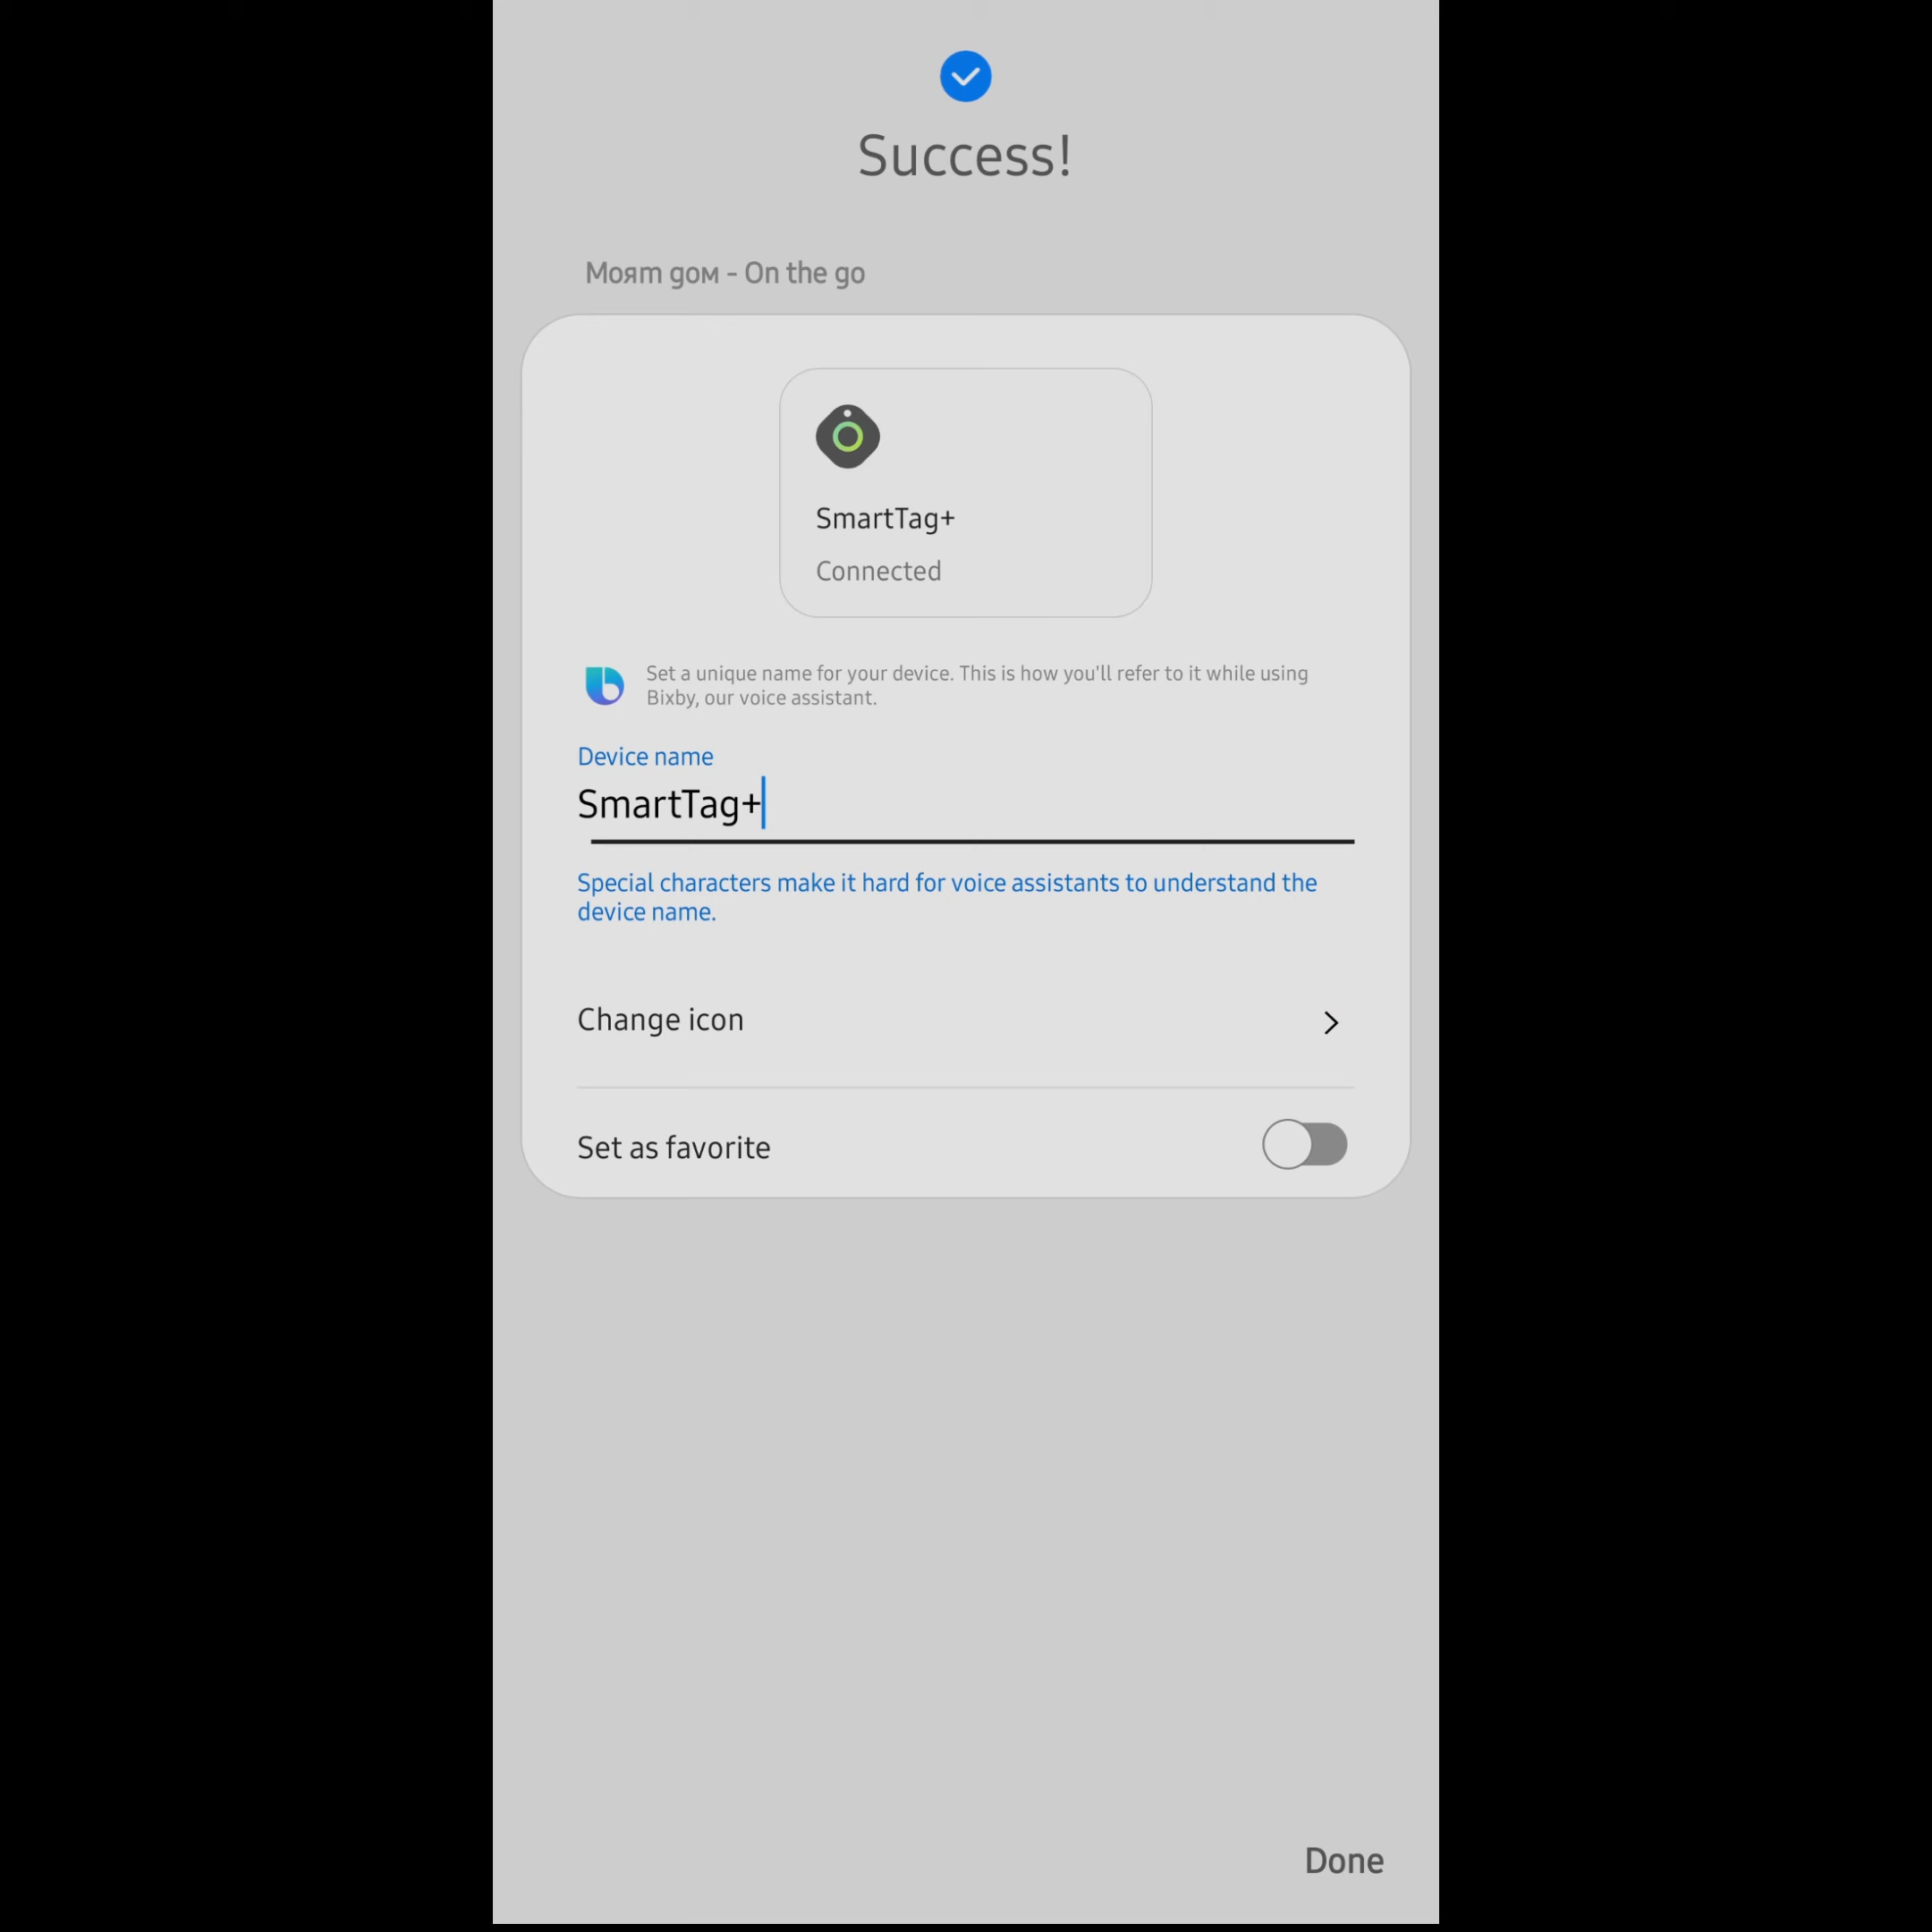 Success!
Моят дом - On the go
SmartTag+
Connected
Set a unique name for your device. This is how you'll refer to it while using
Bixby, our voice assistant.
Device name
SmartTag+
Special characters make it hard for voice assistants to understand the
device name.
Change icon
Set as favorite
Done